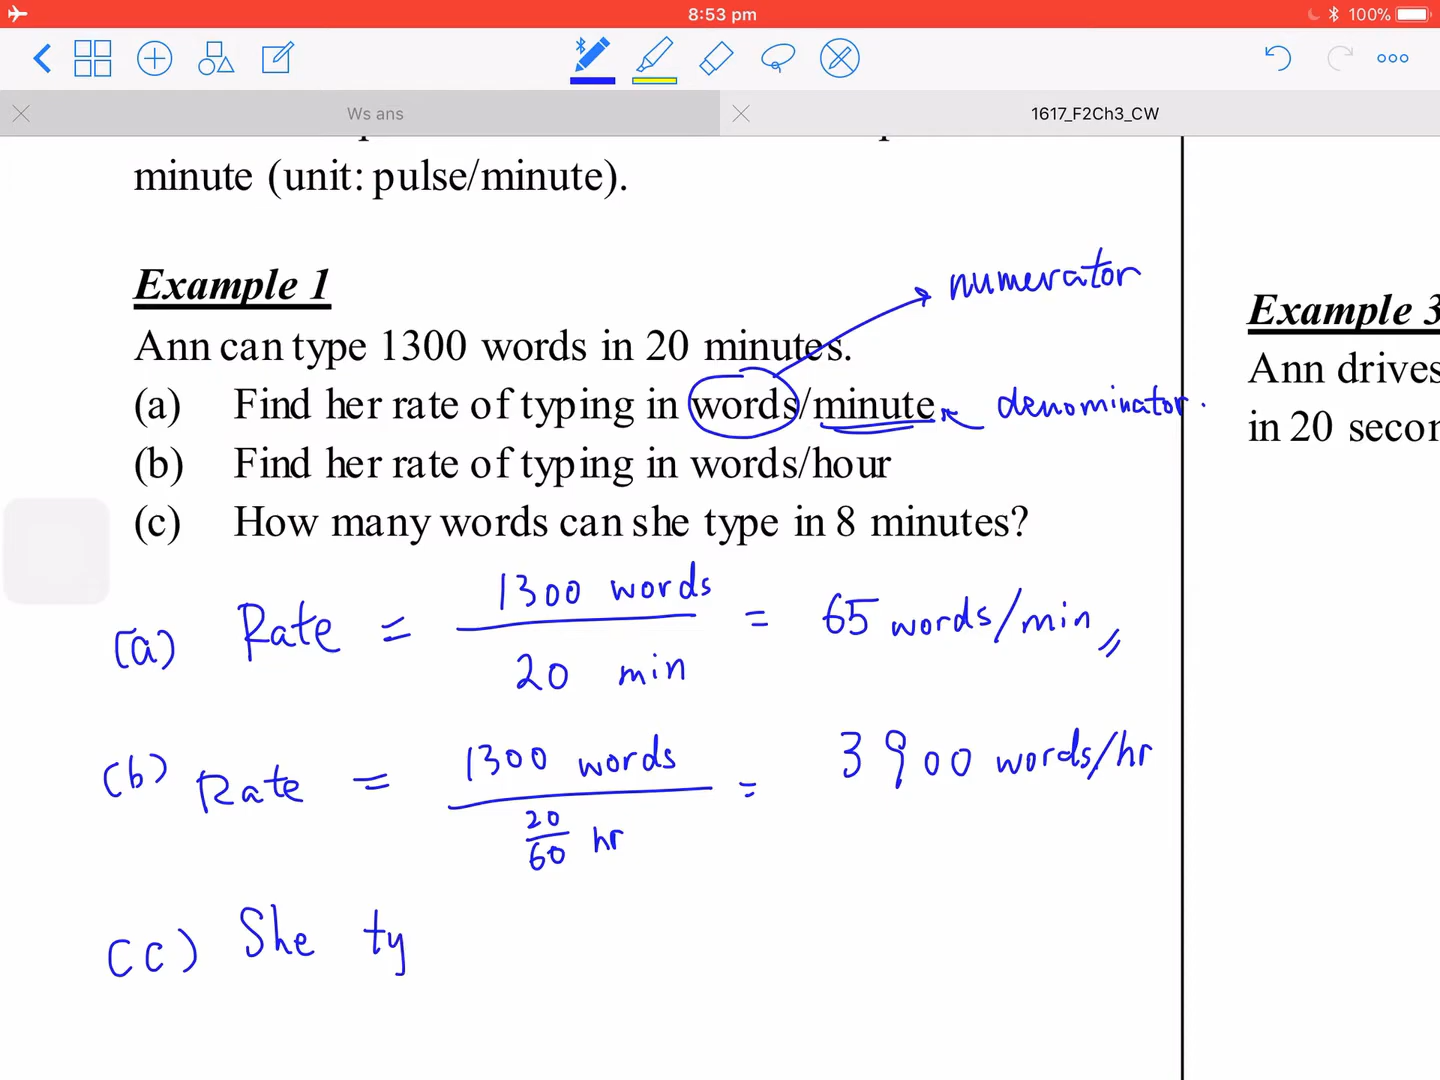 8:53 pm
100%
Ws ans
1617_F2Ch3_CW
minute (unit: pulse/minute).
numerator
Example 1
Ann can type 1300 words in 20 minutes.
(a) Find her rate of typing in words/minute
denominator.
(b) Find her rate of typing in words/hour
(c) How many words can she type in 8 minutes?
(a) Rate = 1300 words / 20 min = 65 words/min
(b) Rate = 1300 words / 20/60 hr = 3900 words/hr
(c) She ty
Example 3
Ann drives
in 20 secon